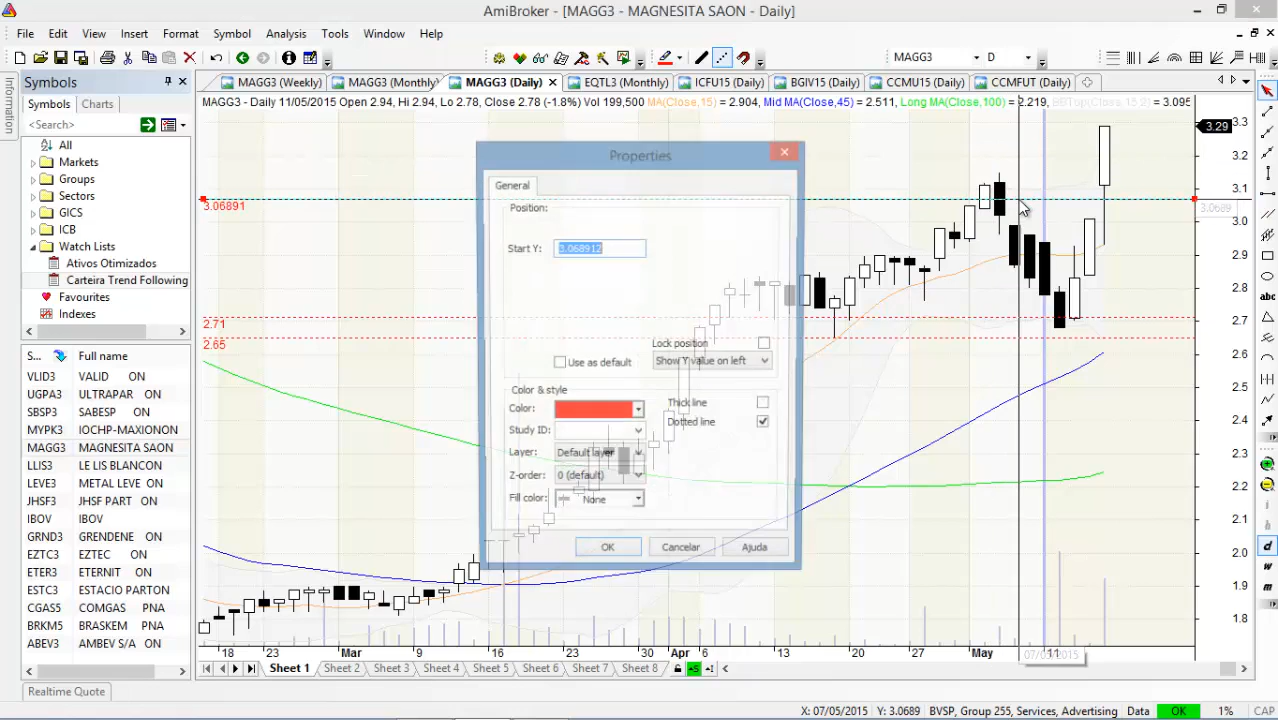 AmiBroker - [MAGG3 - MAGNESITA SAON - Daily]
File Edit View Insert Format Symbol Analysis Tools Window Help
MAGG3 D
Symbols
MAGG3 (Weekly) MAGG3 (Monthly) MAGG3 (Daily) EQTL3 (Monthly) ICFU15 (Daily) BGIV15 (Daily) CCMU15 (Daily) CCMFUT (Daily)
Information
Symbols Charts
MAGG3 - Daily 11/05/2015 Open 2.94, Hi 2.94, Lo 2.78, Close 2.78 (-1.8%) Vol 199,500 MA(Close,15) = 2.904, Mid MA(Close,45) = 2.511, Long MA(Close,100) = 2.219, BBTop(Close,15,2) = 3.095
<Search>
All
Markets
Groups
Sectors
GICS
ICB
Watch Lists
Ativos Otimizados
Carteira Trend Following
Favourites
Indexes
S... Full name
VLID3 VALID ON
UGPA3 ULTRAPAR ON
SBSP3 SABESP ON
MYPK3 IOCHP-MAXIONON
MAGG3 MAGNESITA SAON
LLIS3 LE LIS BLANCON
LEVE3 METAL LEVE ON
JHSF3 JHSF PART ON
IBOV IBOV
GRND3 GRENDENE ON
EZTC3 EZTEC ON
ETER3 ETERNIT ON
ESTC3 ESTACIO PARTON
CGAS5 COMGAS PNA
BRKM5 BRASKEM PNA
ABEV3 AMBEV S/A ON
3.06891
2.71
2.65
Properties
General
Position:
Start Y: 3.068912
Lock position
Use as default Show Y value on left
Color & style
Color: Thick line
Dotted line
Study ID:
Layer: Default layer
Z-order: 0 (default)
Fill color: None
OK Cancelar Ajuda
3.3
3.29
3.2
3.1
3.0689
3.0
2.9
2.8
2.7
2.6
2.5
2.4
2.3
2.2
2.1
2.0
1.9
1.8
18 23 Mar 16 23 30 Apr 6 13 20 27 May 11
07/05/2015
Sheet 1 Sheet 2 Sheet 3 Sheet 4 Sheet 5 Sheet 6 Sheet 7 Sheet 8
abc
d
w
m
Realtime Quote
X: 07/05/2015 Y: 3.0689 BVSP, Group 255, Services, Advertising Data OK 1% CAP